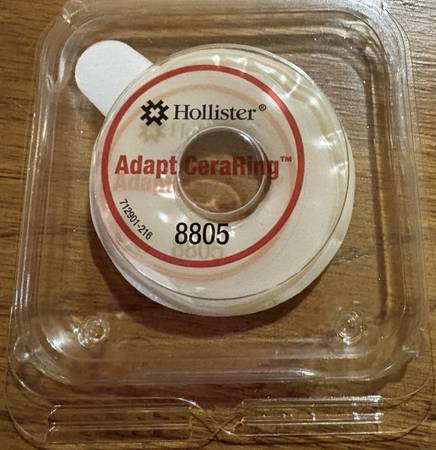 Hollister®
Adapt CeraRing™
8805
712901-216